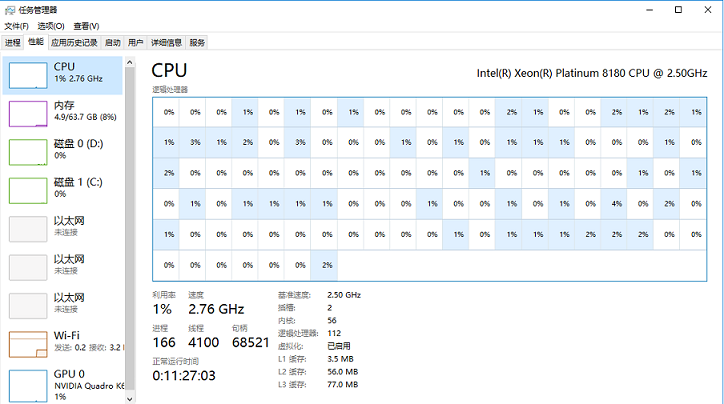 任务管理器
文件(F) 选项(O) 查看(V)
进程 性能 应用历史记录 启动 用户 详细信息 服务
CPU
1% 2.76 GHz
内存
4.9/63.7 GB (8%)
磁盘 0 (D:)
0%
磁盘 1 (C:)
0%
以太网
未连接
以太网
未连接
以太网
未连接
Wi-Fi
发送: 0.2 接收: 3.2
GPU 0
NVIDIA Quadro K6
1%
CPU
Intel(R) Xeon(R) Platinum 8180 CPU @ 2.50GHz
逻辑处理器
0% 0% 0% 1% 0% 1% 0% 1% 0% 0% 0% 0% 0% 2% 1% 0% 0% 2% 1% 2% 1%
1% 3% 1% 2% 0% 3% 0% 0% 0% 1% 0% 1% 0% 1% 1% 1% 0% 0% 0% 1% 0%
2% 0% 0% 0% 0% 0% 0% 0% 0% 0% 0% 0% 1% 0% 0% 0% 0% 0% 1% 0% 1%
0% 1% 0% 1% 1% 1% 1% 0% 0% 0% 1% 0% 0% 1% 0% 1% 0% 4% 0% 2% 0%
1% 0% 0% 0% 0% 0% 0% 0% 0% 0% 0% 1% 0% 1% 1% 1% 2% 2% 2% 0% 0%
0% 0% 0% 0% 0% 0% 2%
利用率 速度
1% 2.76 GHz
进程 线程 句柄
166 4100 68521
正常运行时间
0:11:27:03
基准速度: 2.50 GHz
插槽: 2
内核: 56
逻辑处理器: 112
虚拟化: 已启用
L1 缓存: 3.5 MB
L2 缓存: 56.0 MB
L3 缓存: 77.0 MB